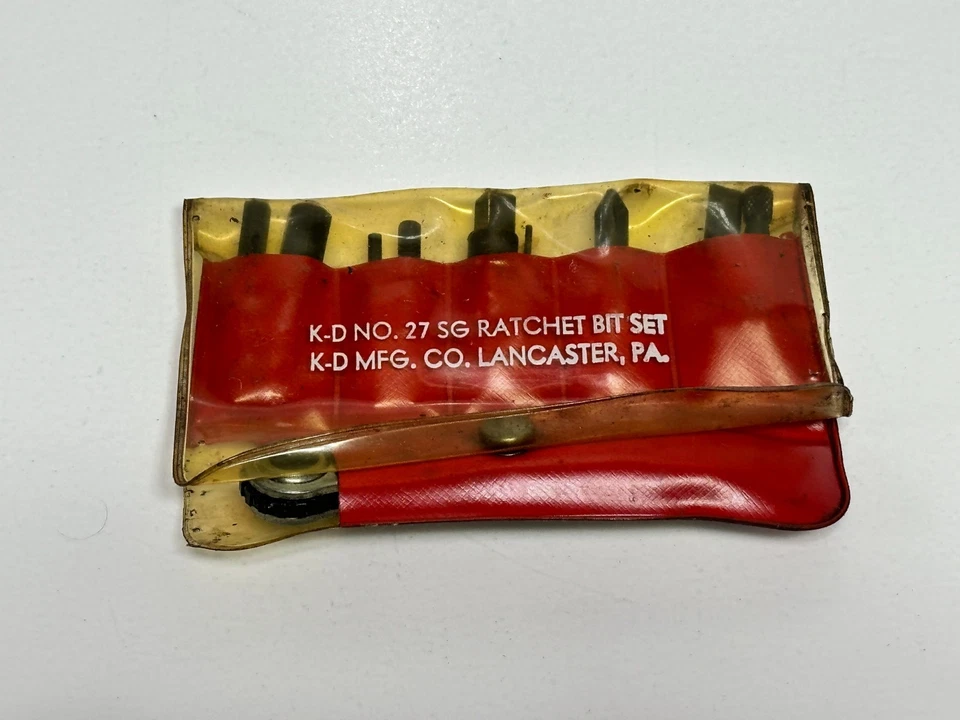 K-D NO. 27 SG RATCHET BIT SET
K-D MFG. CO. LANCASTER, PA.